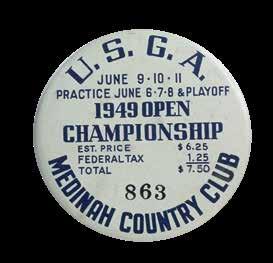 U. S. G. A.
JUNE 9-10-11
PRACTICE JUNE 6-7-8 & PLAYOFF
1949 OPEN
CHAMPIONSHIP
EST. PRICE $6.25
FEDERAL TAX 1.25
TOTAL $7.50
863
MEDINAH COUNTRY CLUB